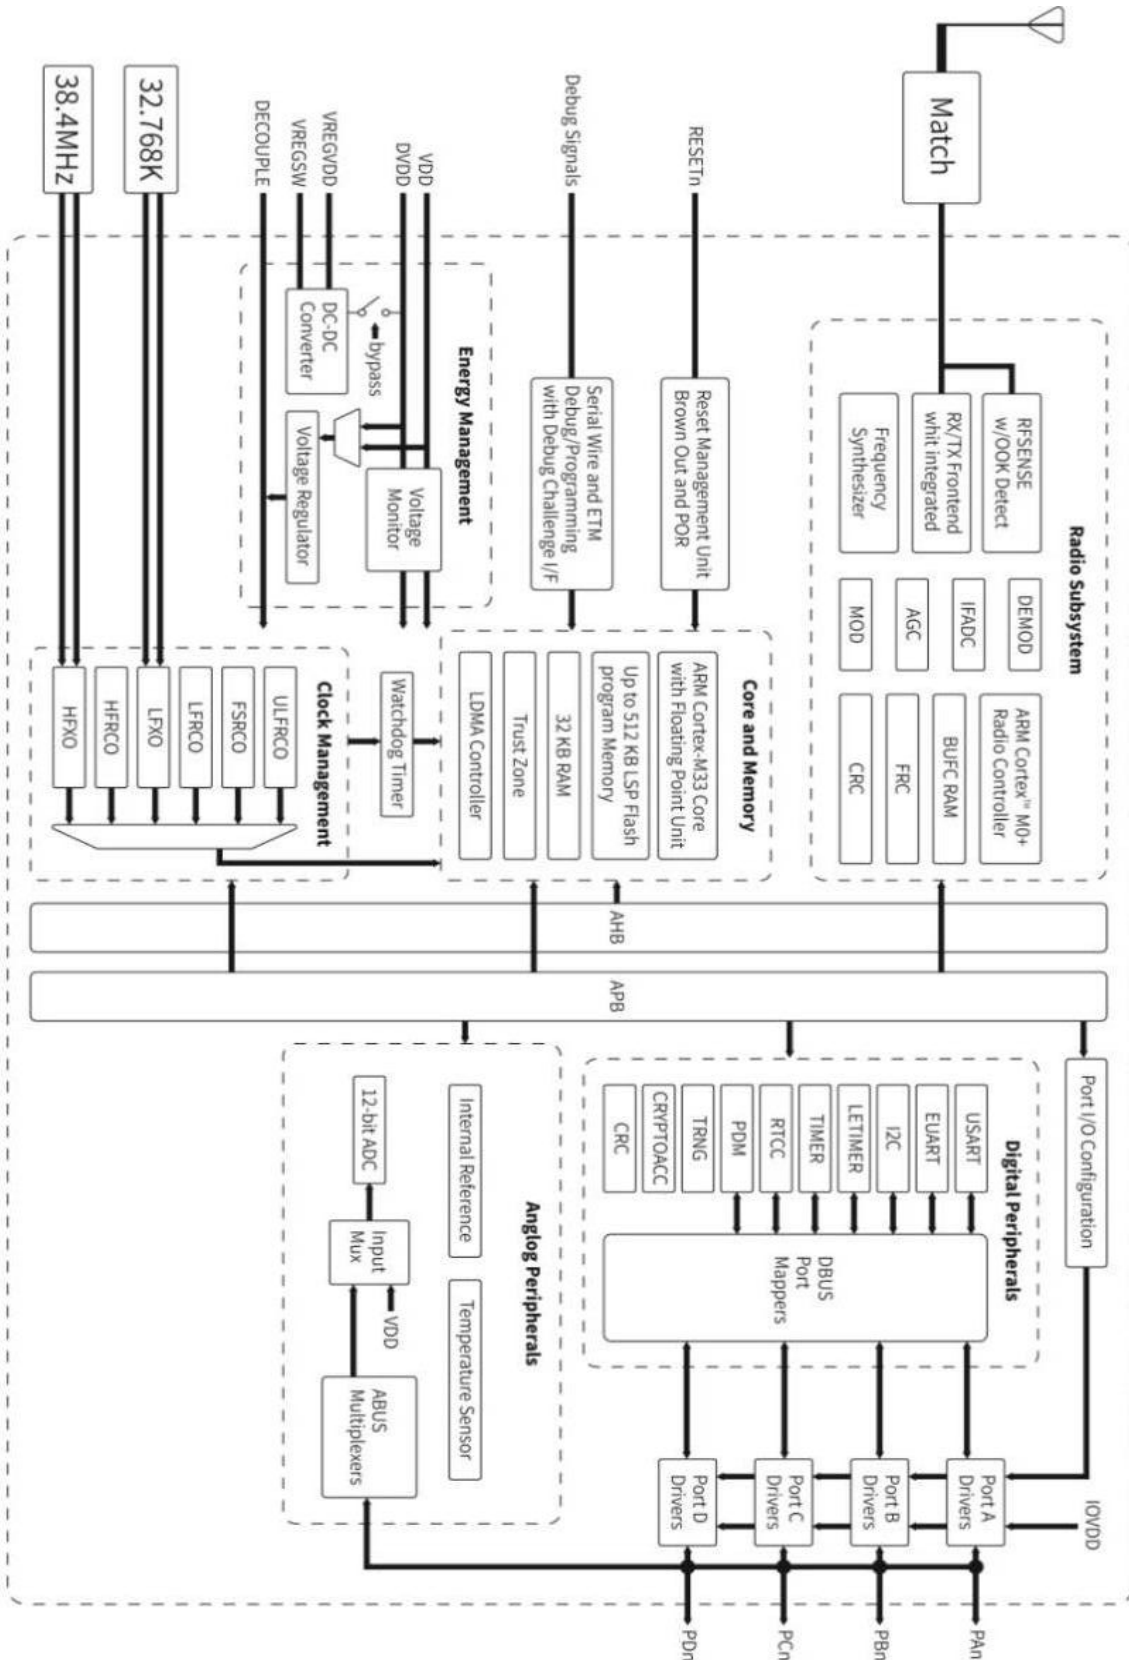 Match
Radio Subsystem
RFSENSE
w/OOK Detect
RX/TX Frontend
whit integrated
Frequency
Synthesizer
DEMOD
IFADC
AGC
MOD
ARM Cortex™ M0+
Radio Controller
BUFC RAM
FRC
CRC
RESETn
Debug Signals
Reset Management Unit
Brown Out and POR
Serial Wire and ETM
Debug/Programming
with Debug Challenge I/F
Core and Memory
ARM Cortex-M33 Core
with Floating Point Unit
Up to 512 KB LSP Flash
program Memory
32 KB RAM
Trust Zone
LDMA Controller
VDD
DVDD
VREGVDD
VREGSW
DECOUPLE
Energy Management
bypass
DC-DC
Converter
Voltage
Monitor
Voltage Regulator
Watchdog Timer
32.768K
38.4MHz
Clock Management
ULFRCO
FSRCO
LFRCO
LFXO
HFRCO
HFXO
AHB
APB
Port I/O Configuration
Digital Peripherals
USART
EUART
I2C
LETIMER
TIMER
RTCC
PDM
TRNG
CRYPTOACC
CRC
DBUS
Port
Mappers
IOVDD
Port A
Drivers
Port B
Drivers
Port C
Drivers
Port D
Drivers
PAn
PBn
PCn
PDn
Anglog Peripherals
Internal Reference
Temperature Sensor
12-bit ADC
Input
Mux
VDD
ABUS
Multiplexers